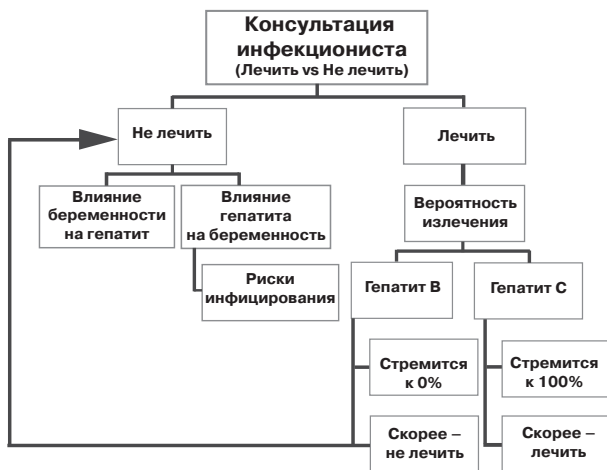 Консультация
инфекциониста
(Лечить vs Не лечить)
Не лечить
Лечить
Влияние
беременности
на гепатит
Влияние
гепатита
на беременность
Вероятность
излечения
Риски
инфицирования
Гепатит В
Гепатит С
Стремится
к 0%
Стремится
к 100%
Скорее –
не лечить
Скорее –
лечить